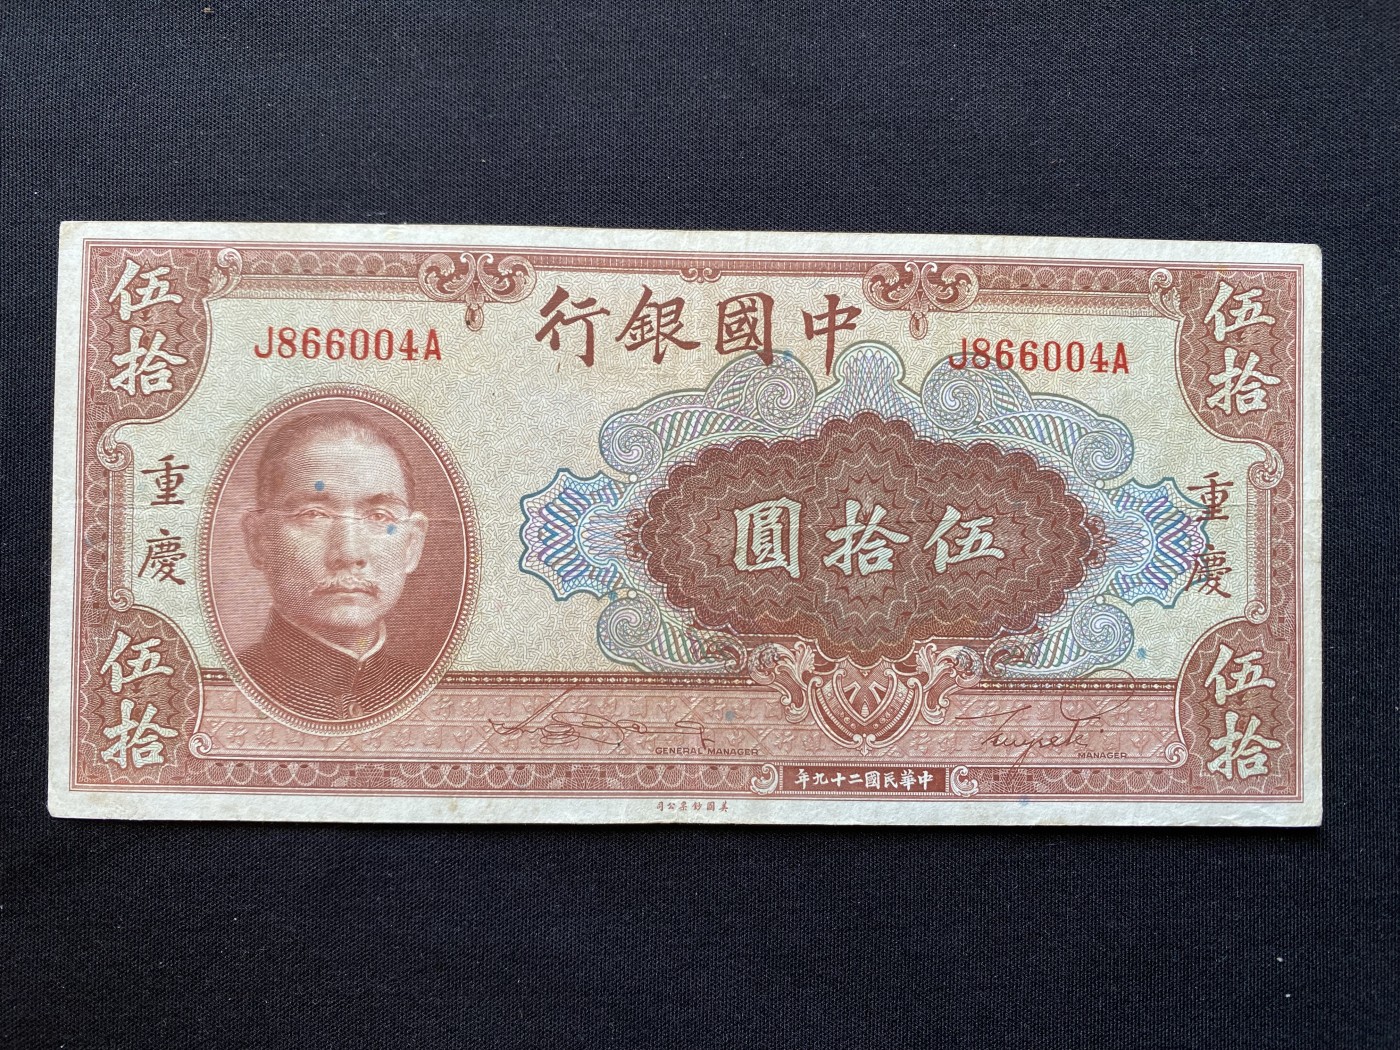 中國銀行
伍拾
伍拾
J866004A
J866004A
重慶
重慶
伍拾圓
伍拾
伍拾
GENERAL MANAGER
MANAGER
中華民國二十九年
美國鈔票公司